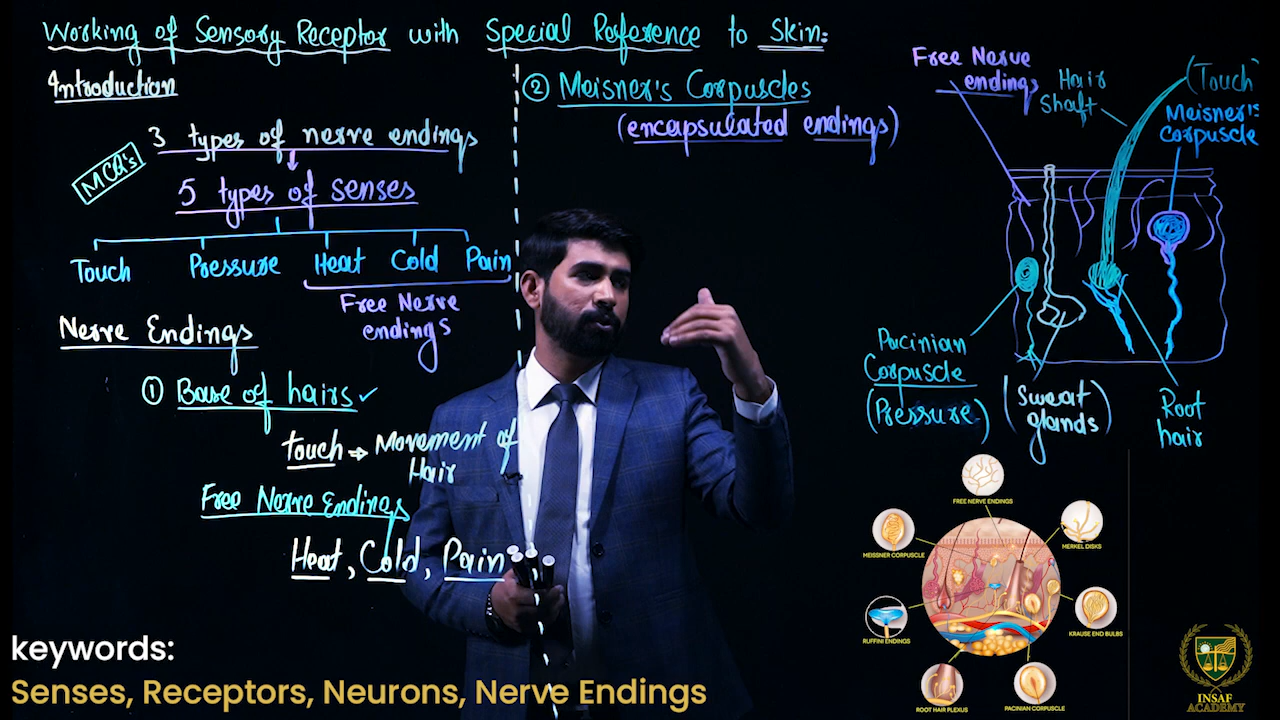 Working of Sensory Receptor with Special Reference to Skin:
Introduction
3 types of nerve endings
MCQ's
5 types of senses
Touch Pressure Heat Cold Pain
Free Nerve
endings
Nerve Endings
① Base of hairs ✓
touch ⇒ Movement of
Hair
Free Nerve Endings
Heat, Cold, Pain
② Meisner's Corpuscles
(encapsulated endings)
Free Nerve
endings
Hair
Shaft
(Touch
Meisner's
corpuscle
Pacinian
Corpuscle
(Pressure)
(Sweat
glands)
Root
hair
FREE NERVE ENDINGS
MEISSNER CORPUSCLE
MERKEL DISKS
RUFFINI ENDINGS
KRAUSE END BULBS
ROOT HAIR PLEXUS
PACINIAN CORPUSCLE
keywords:
Senses, Receptors, Neurons, Nerve Endings
INSAF
ACADEMY